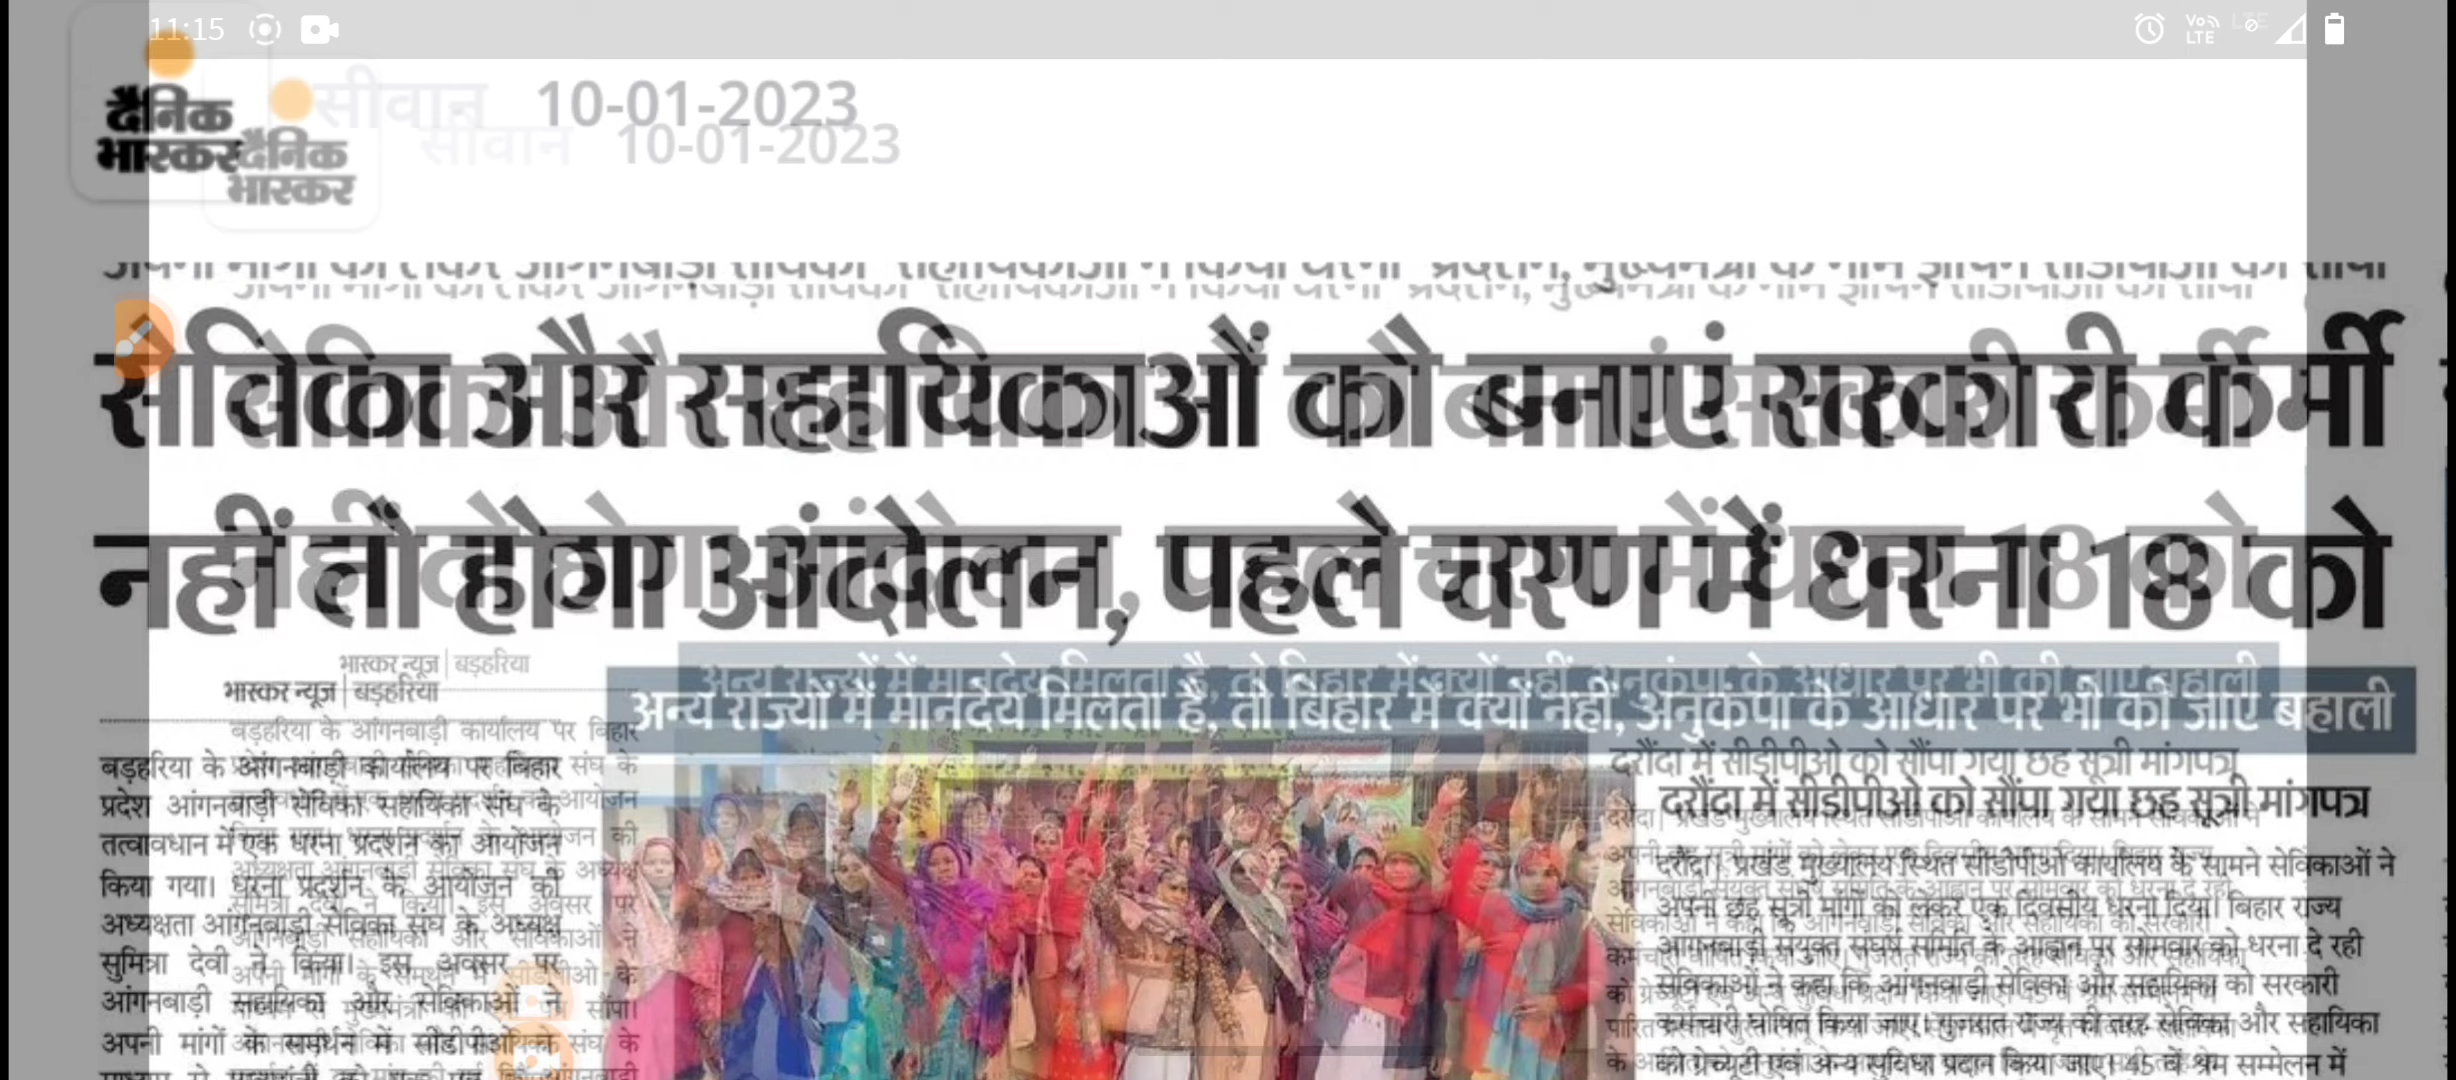 11:15
दैनिक भास्कर
सीवान 10-01-2023
सेविका और सहायिकाओं को बनाएं सरकारी कर्मी
नहीं तो होगा आंदोलन, पहले चरण में धरना 18 को
भास्कर न्यूज | बड़हरिया
अन्य राज्यों में मानदेय मिलता है, तो बिहार में क्यों नहीं, अनुकंपा के आधार पर भी की जाए बहाली
बड़हरिया के आंगनबाड़ी कार्यालय पर बिहार
प्रदेश आंगनबाड़ी सेविका सहायिका संघ के
तत्वावधान में एक धरना प्रदर्शन का आयोजन
किया गया। धरना प्रदर्शन के आयोजन की
अध्यक्षता आंगनबाड़ी सेविका संघ के अध्यक्ष
सुमित्रा देवी ने किया। इस अवसर पर
आंगनबाड़ी सहायिका और सेविकाओं ने
अपनी मांगों के समर्थन में सीडीपीओ
दरौंदा में सीडीपीओ को सौंपा गया छह सूत्री मांगपत्र
दरौंदा। प्रखंड मुख्यालय स्थित सीडीपीओ कार्यालय के सामने सेविकाओं ने
अपनी छह सूत्री मांगों को लेकर एक दिवसीय धरना दिया। बिहार राज्य
आंगनबाड़ी संयुक्त संघर्ष समिति के आह्वान पर सोमवार को धरना दे रही
सेविकाओं ने कहा कि आंगनबाड़ी सेविका और सहायिका को सरकारी
कर्मचारी घोषित किया जाए। गुजरात राज्य की तरह सेविका और सहायिका
को ग्रेच्युटी एवं अन्य सुविधा प्रदान किया जाए। 45 वें श्रम सम्मेलन में